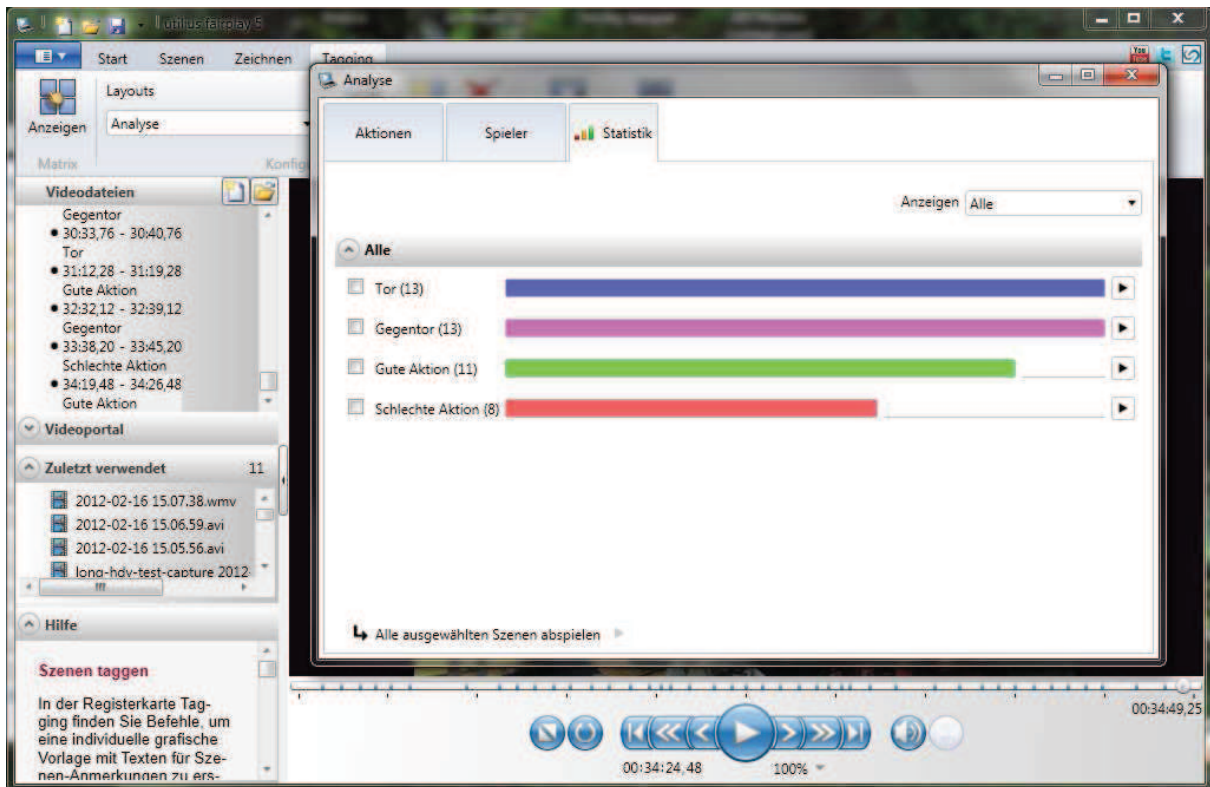 utilius fairplay 5
Start Szenen Zeichnen Tagging
Layouts
Anzeigen
Analyse
Matrix
Konfig
Videodateien
Gegentor
30:33,76 - 30:40,76
Tor
31:12,28 - 31:19,28
Gute Aktion
32:32,12 - 32:39,12
Gegentor
33:38,20 - 33:45,20
Schlechte Aktion
34:19,48 - 34:26,48
Gute Aktion
Videoportal
Zuletzt verwendet 11
2012-02-16 15.07.38.wmv
2012-02-16 15.06.59.avi
2012-02-16 15.05.56.avi
long-hdv-test-capture 2012-
Hilfe
Szenen taggen
In der Registerkarte Tag-
ging finden Sie Befehle, um
eine individuelle grafische
Vorlage mit Texten für Sze-
nen-Anmerkungen zu ers-
You Tube
Analyse
Aktionen Spieler Statistik
Anzeigen Alle
Alle
Tor (13)
Gegentor (13)
Gute Aktion (11)
Schlechte Aktion (8)
Alle ausgewählten Szenen abspielen
00:34:49,25
00:34:24,48 100%